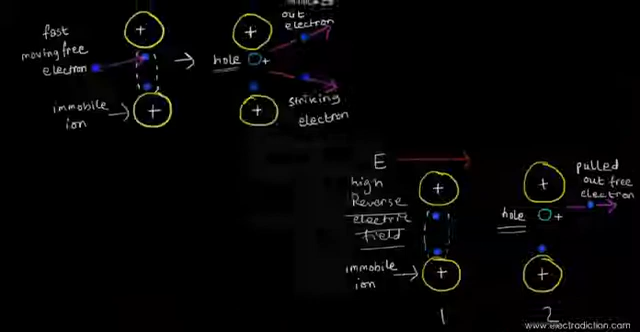 fast
moving free
electron
immobile
ion
+
+
hole
+
+
+
out
electron
striking
electron
E
high
Reverse
electric
field
immobile
ion
+
+
1
hole
+
+
+
2
pulled
out free
electron
www.electradiction.com